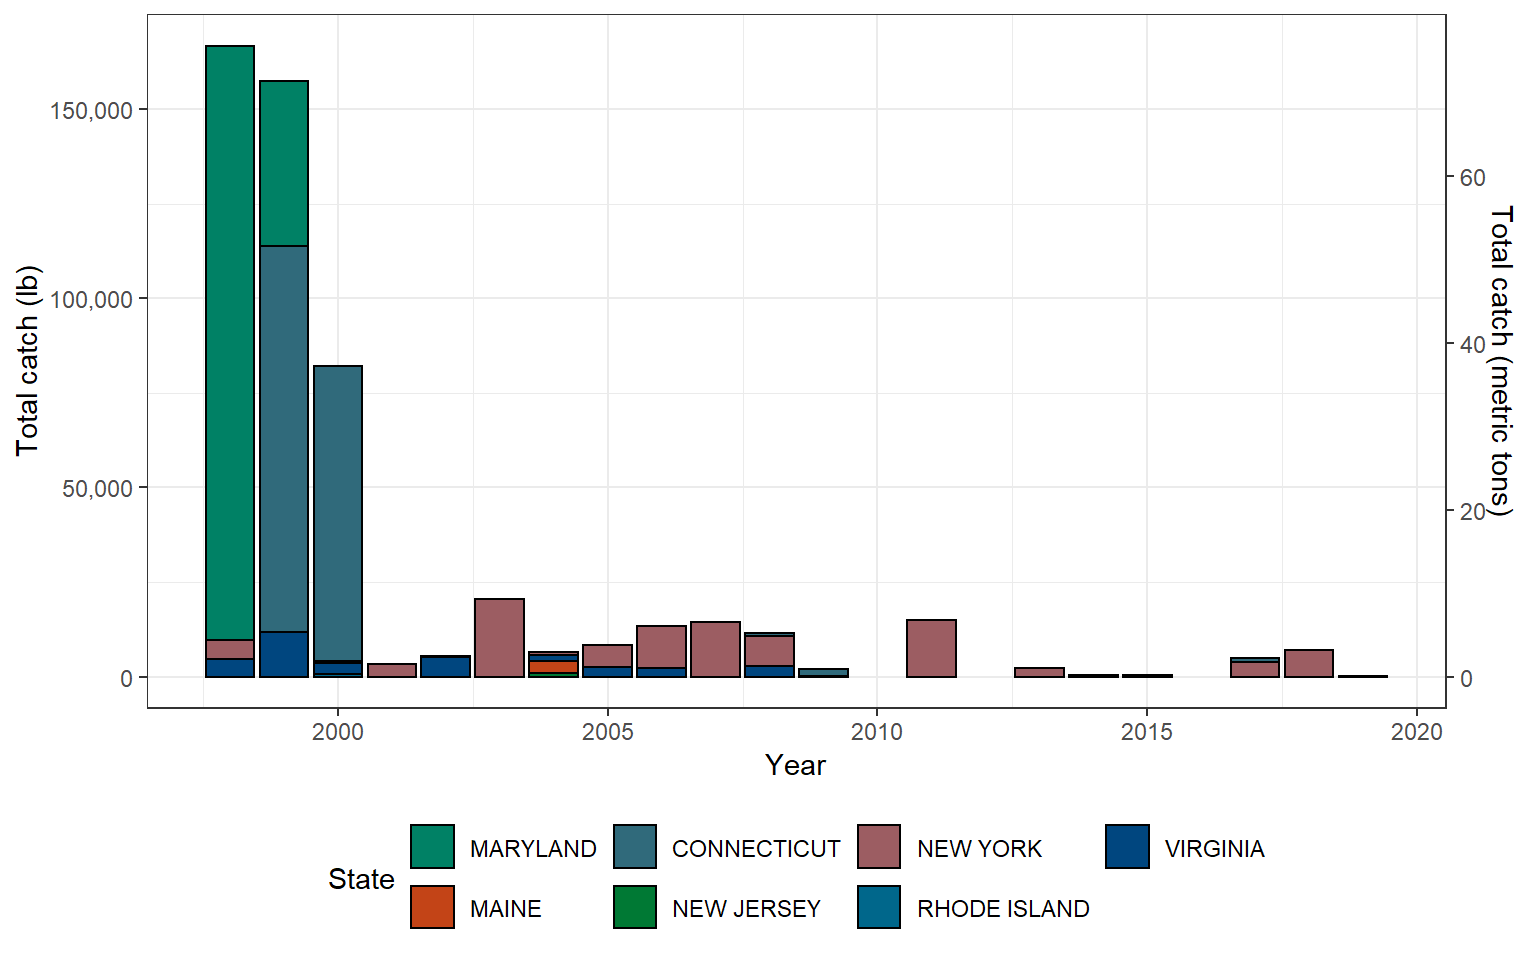 Total catch (lb)
150,000
100,000
50,000
0
60
40
20
0
Total catch (metric tons)
2000 2005 2010 2015 2020
Year
State
MARYLAND CONNECTICUT NEW YORK VIRGINIA
MAINE NEW JERSEY RHODE ISLAND